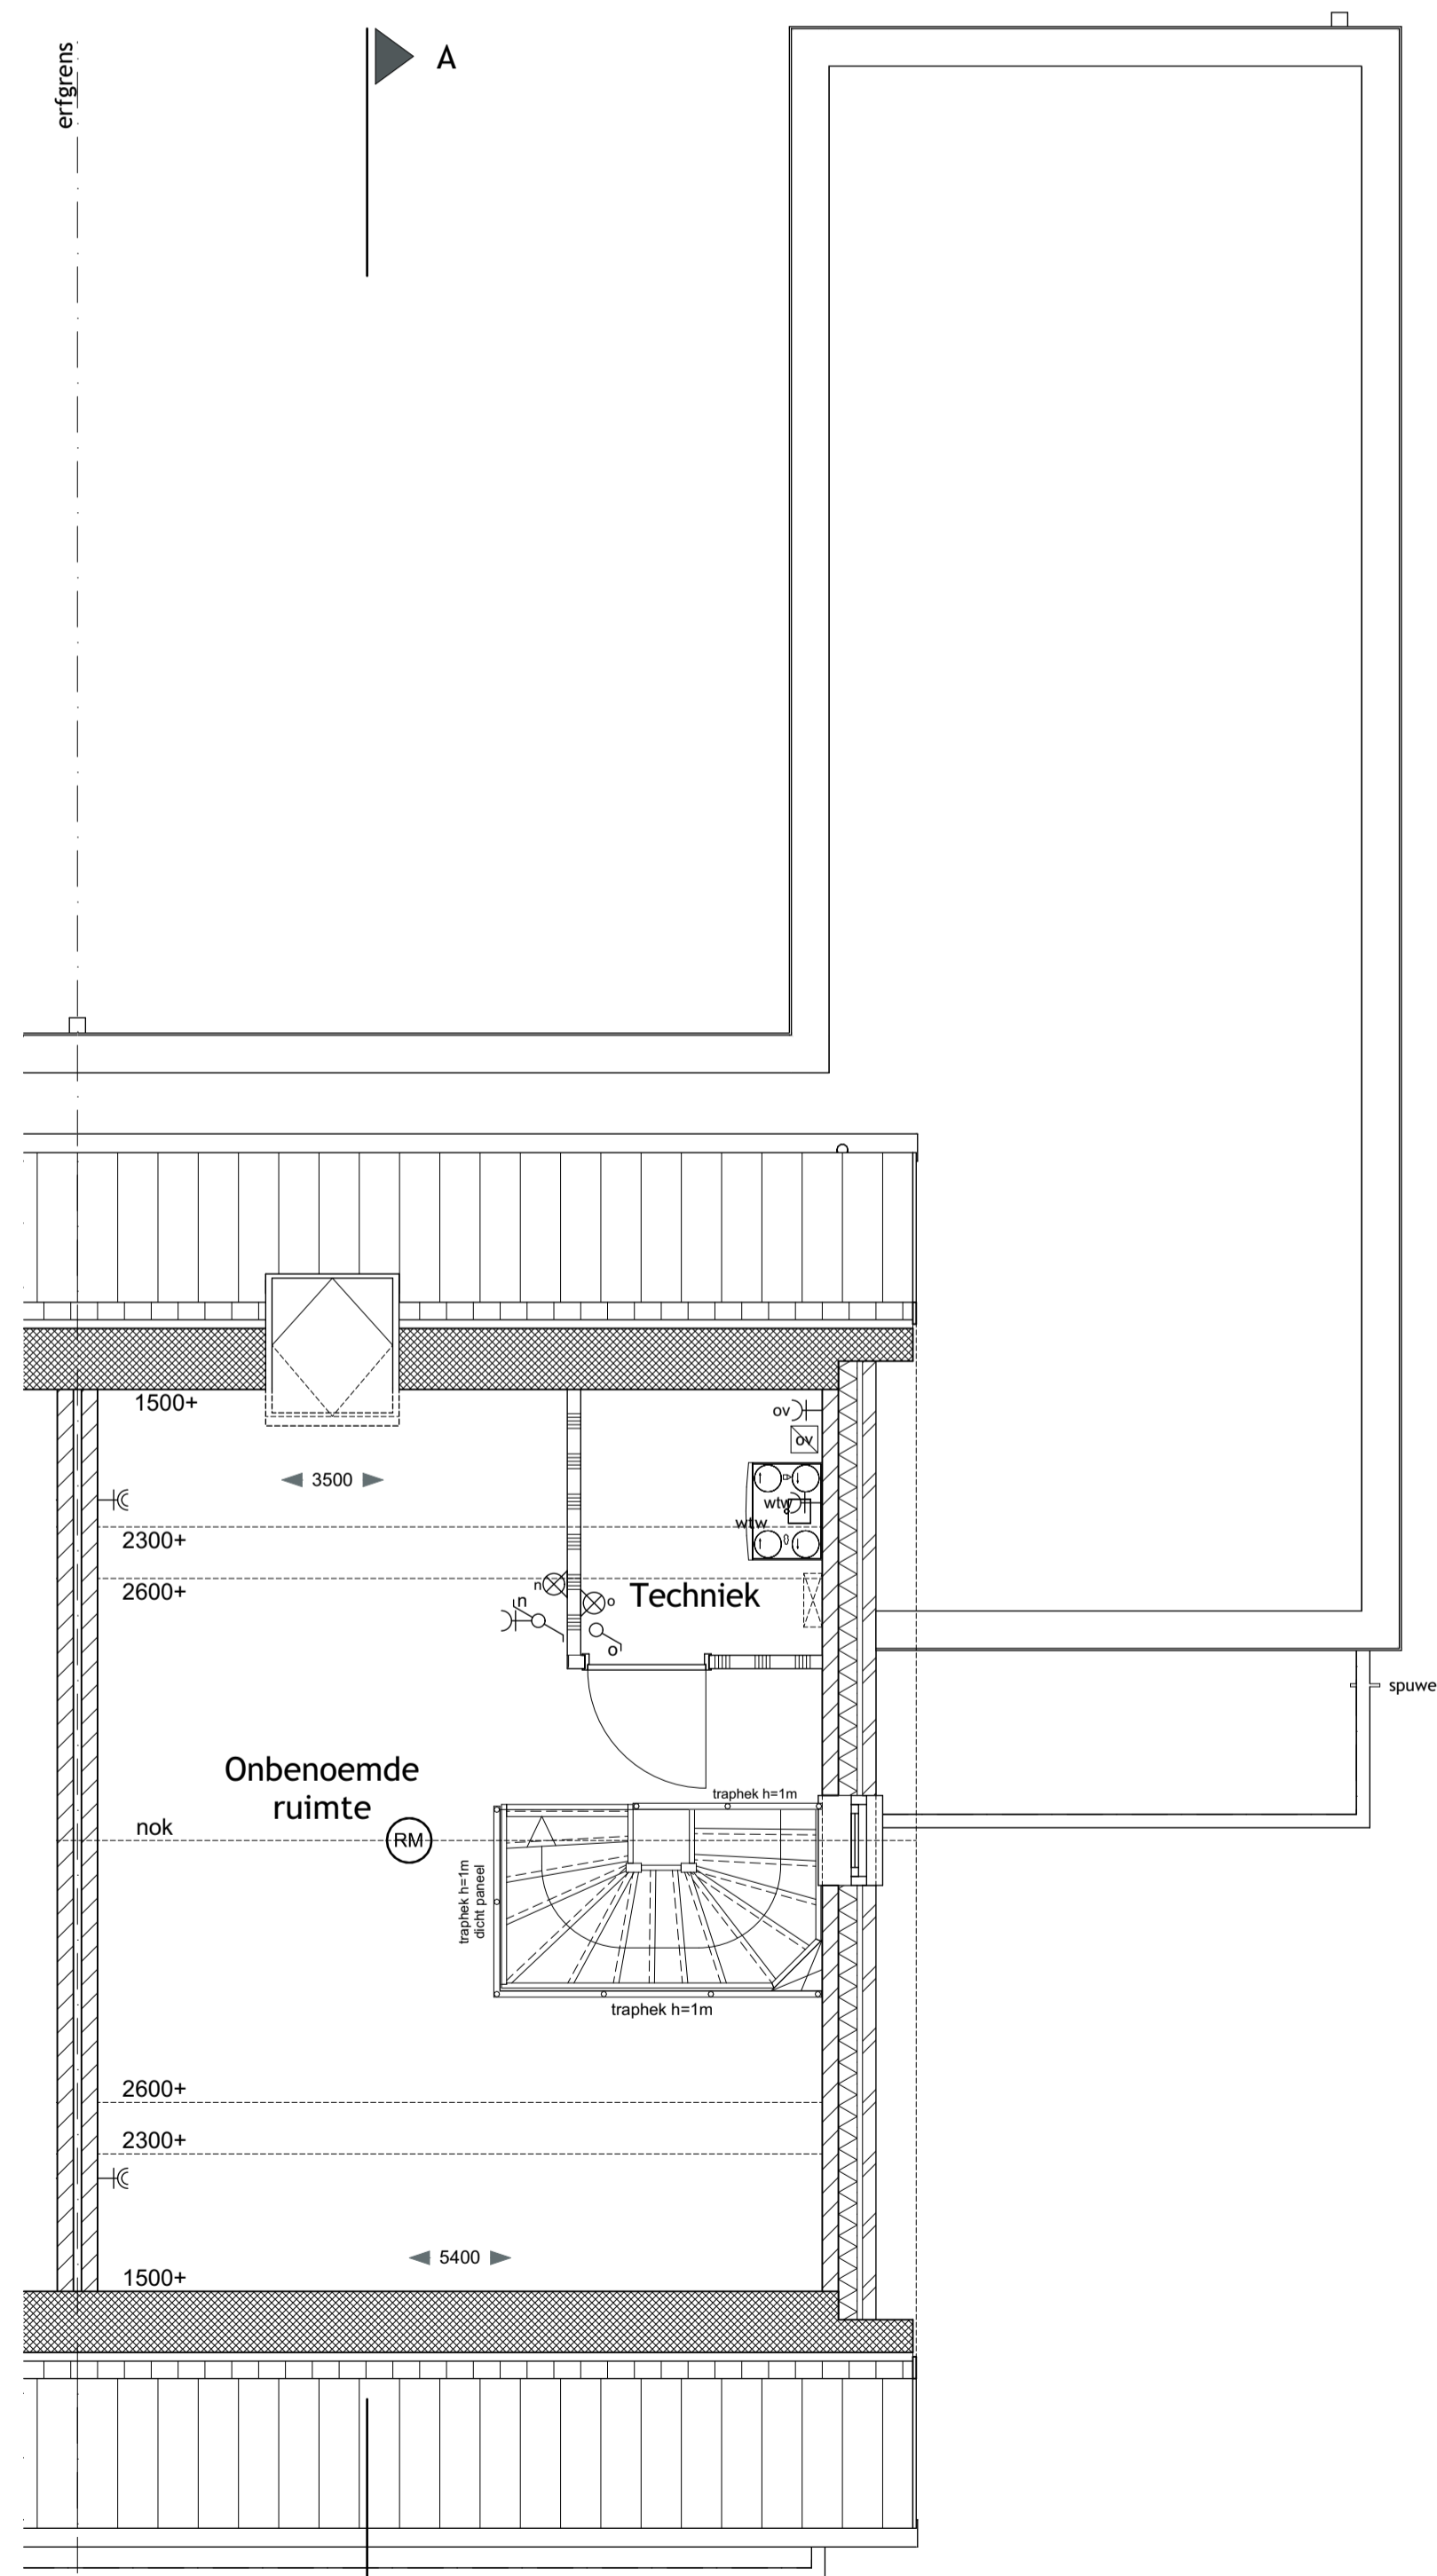 erfgrens
A
1500+
ov
ov
3500
wtw
wtw
2300+
2600+
n
n
o
o
Techniek
spuwe
Onbenoemde
ruimte
traphek h=1m
nok
RM
traphek h=1m
dicht paneel
traphek h=1m
2600+
2300+
5400
1500+